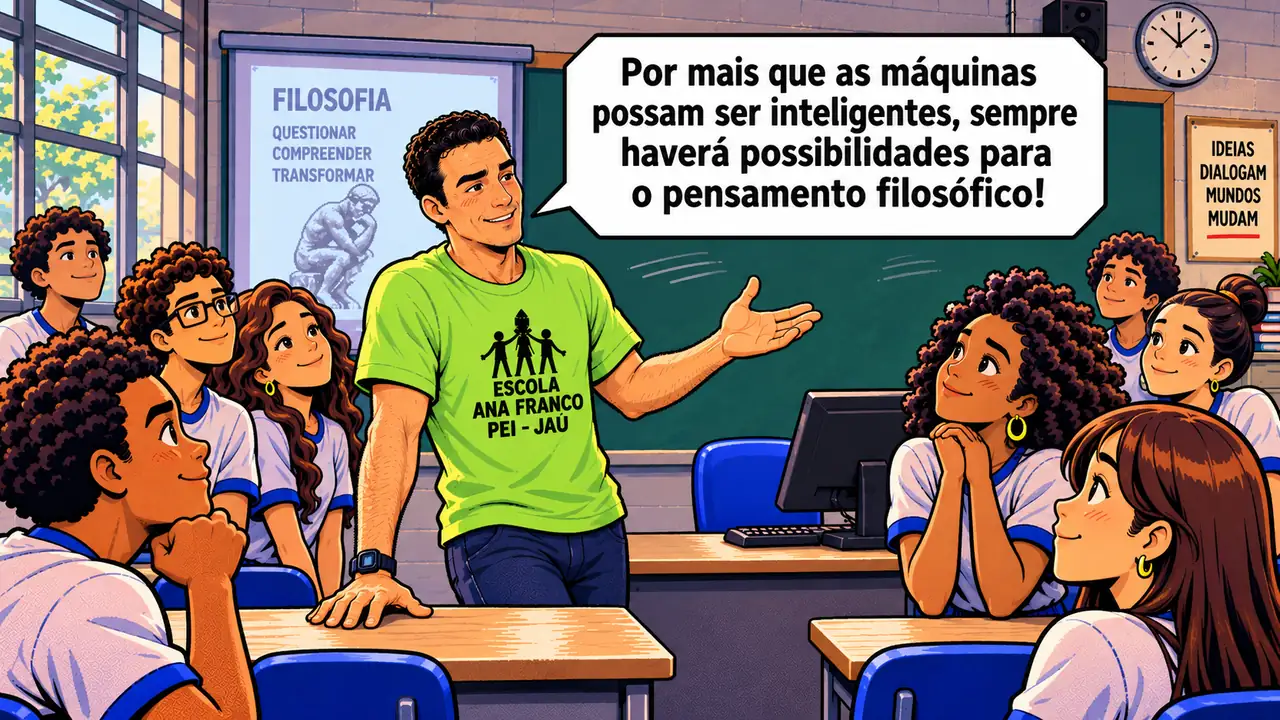 FILOSOFIA
QUESTIONAR
COMPREENDER
TRANSFORMAR
Por mais que as máquinas
possam ser inteligentes, sempre
haverá possibilidades para
o pensamento filosófico!
IDEIAS
DIALOGAM
MUNDOS
MUDAM
ESCOLA
ANA FRANCO
PEI - JAÚ